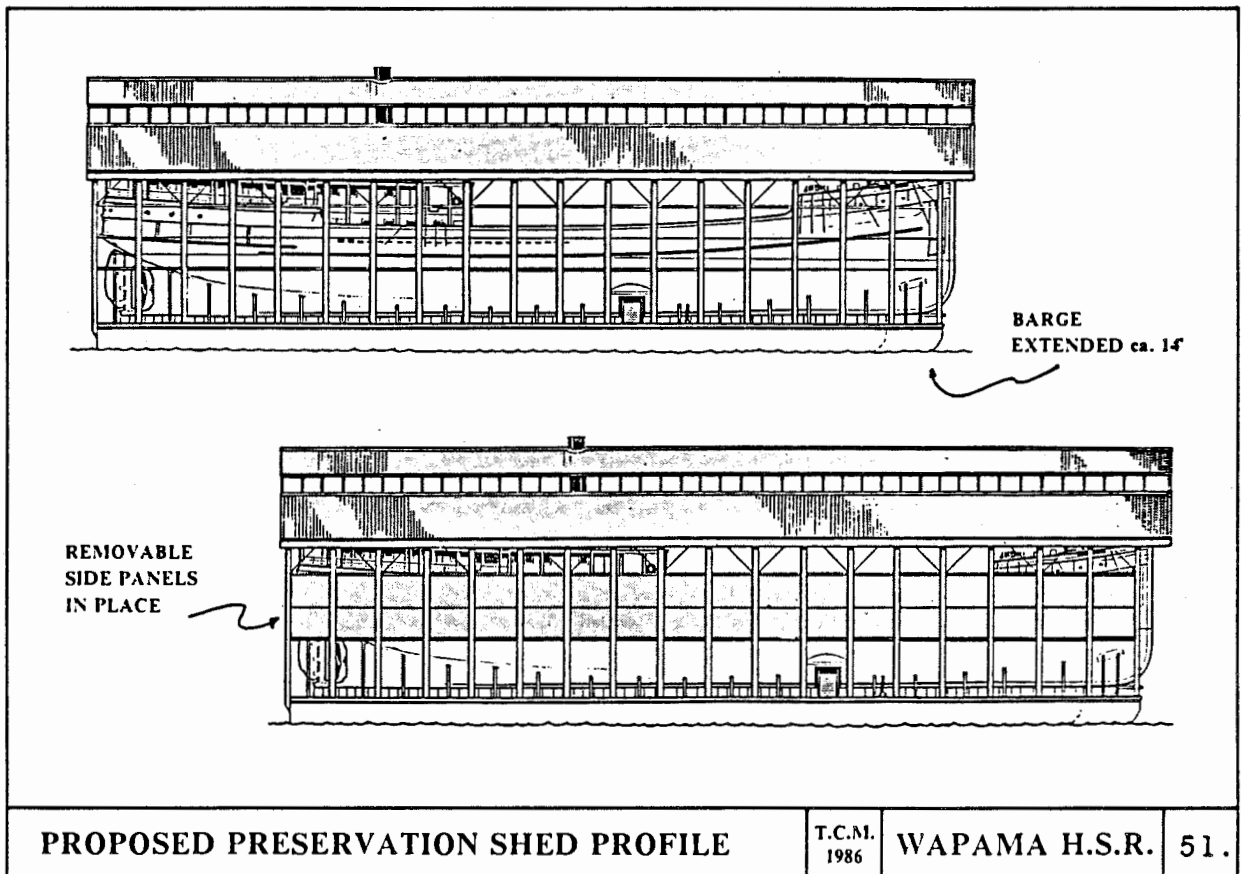 BARGE
EXTENDED ca. 14'
REMOVABLE
SIDE PANELS
IN PLACE
PROPOSED PRESERVATION SHED PROFILE
T.C.M.
1986
WAPAMA H.S.R.
51.